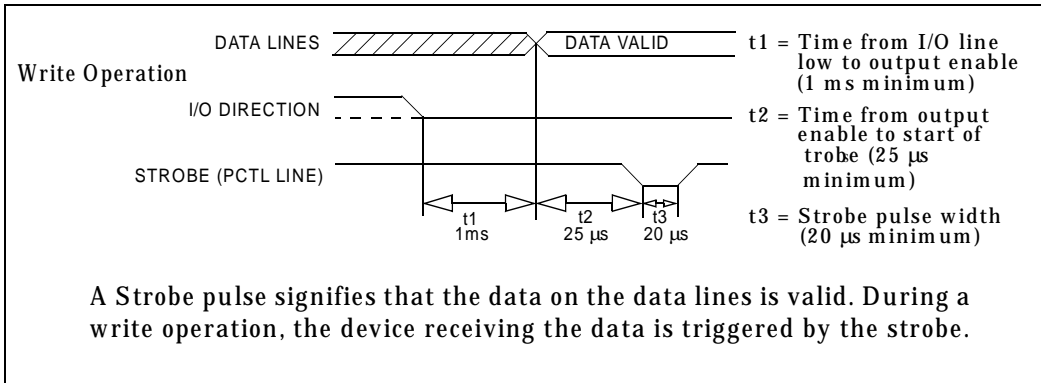 DATA LINES
DATA VALID
Write Operation
I/O DIRECTION
STROBE (PCTL LINE)
t1
1ms
t2
25 µs
t3
20 µs
t1 = Time from I/O line
low to output enable
(1 ms minimum)
t2 = Time from output
enable to start of
trobe (25 µs
minimum)
t3 = Strobe pulse width
(20 µs minimum)
A Strobe pulse signifies that the data on the data lines is valid. During a
write operation, the device receiving the data is triggered by the strobe.